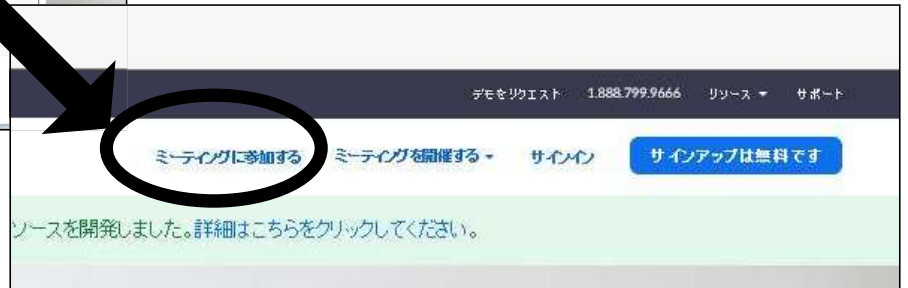 デモをリクエスト 1.888.799.9666 リソース サポート
ミーティングに参加する ミーティングを開催する サインイン サインアップは無料です
ソースを開発しました。詳細はこちらをクリックしてください。